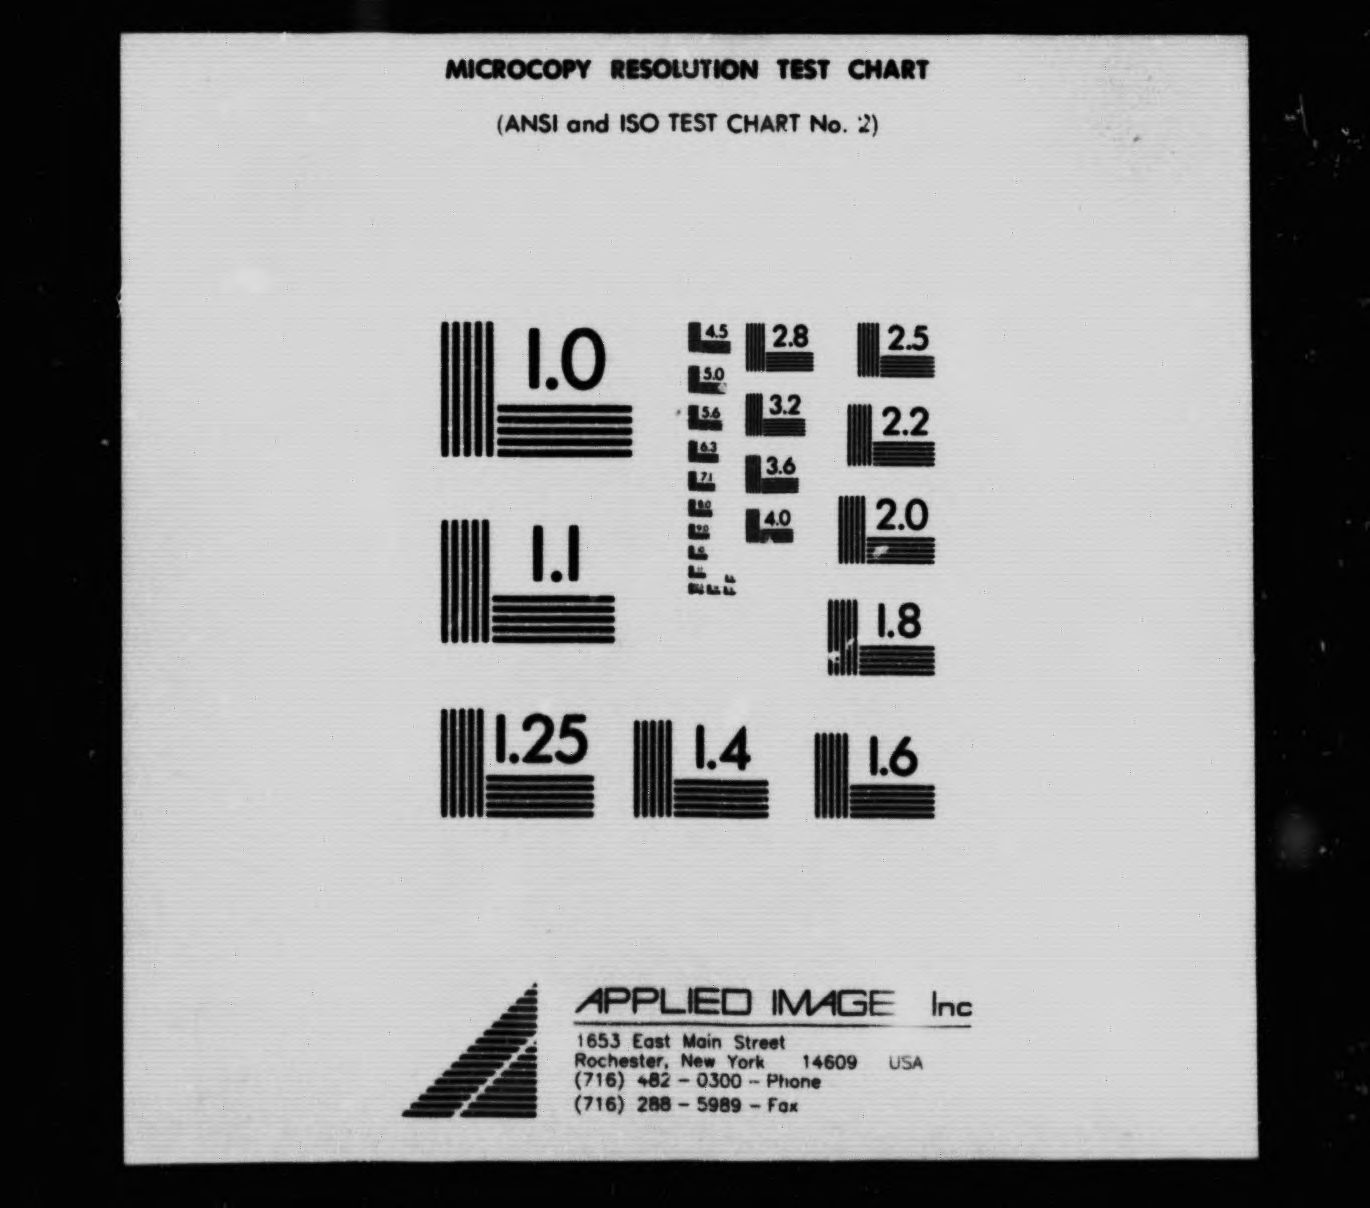 MICROCOPY RESOLUTION TEST CHART
(ANSI and ISO TEST CHART No. 2)
1.0
1.1
1.25
1.4
1.6
1.8
2.0
2.2
2.5
2.8
3.2
3.6
4.0
4.5
5.0
5.6
6.3
7.1
8.0
9.0
APPLIED IMAGE Inc
1653 East Main Street
Rochester, New York 14609 USA
(716) 482 - 0300 - Phone
(716) 288 - 5989 - Fax